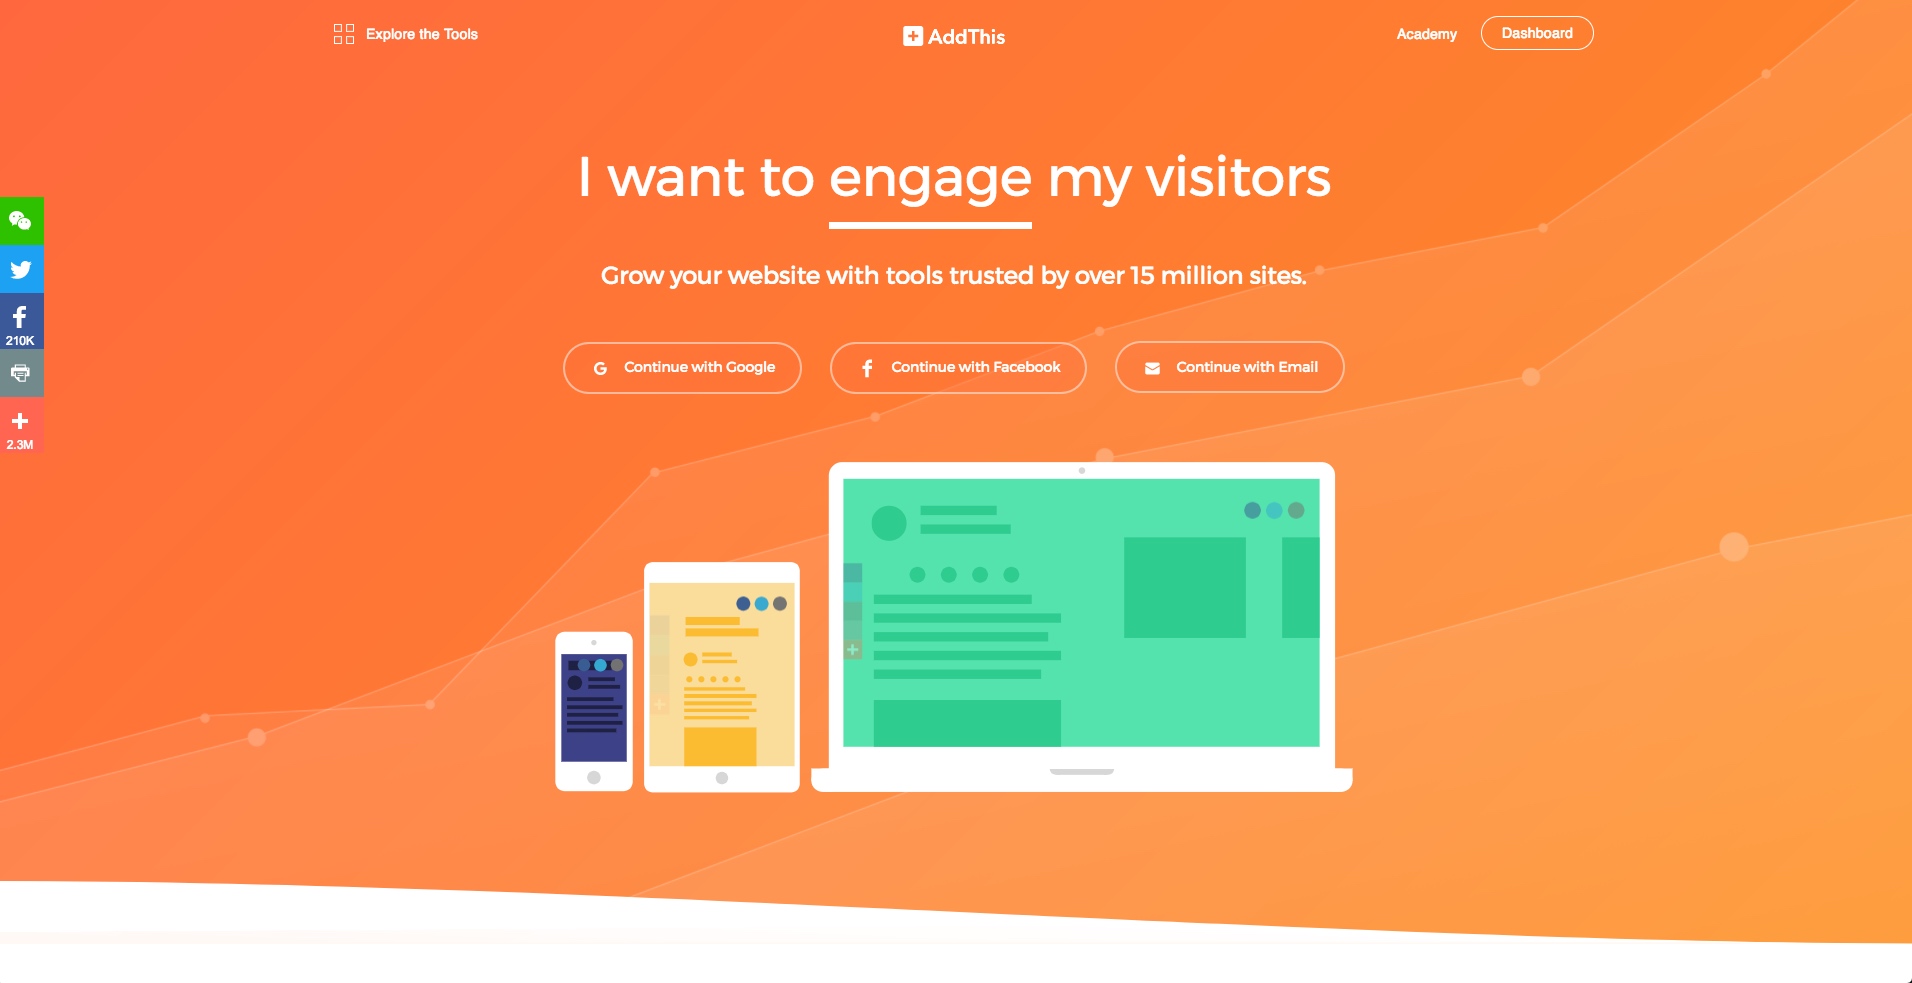 Explore the Tools
AddThis
Academy
Dashboard
I want to engage my visitors
Grow your website with tools trusted by over 15 million sites.
Continue with Google
Continue with Facebook
Continue with Email
210K
2.3M